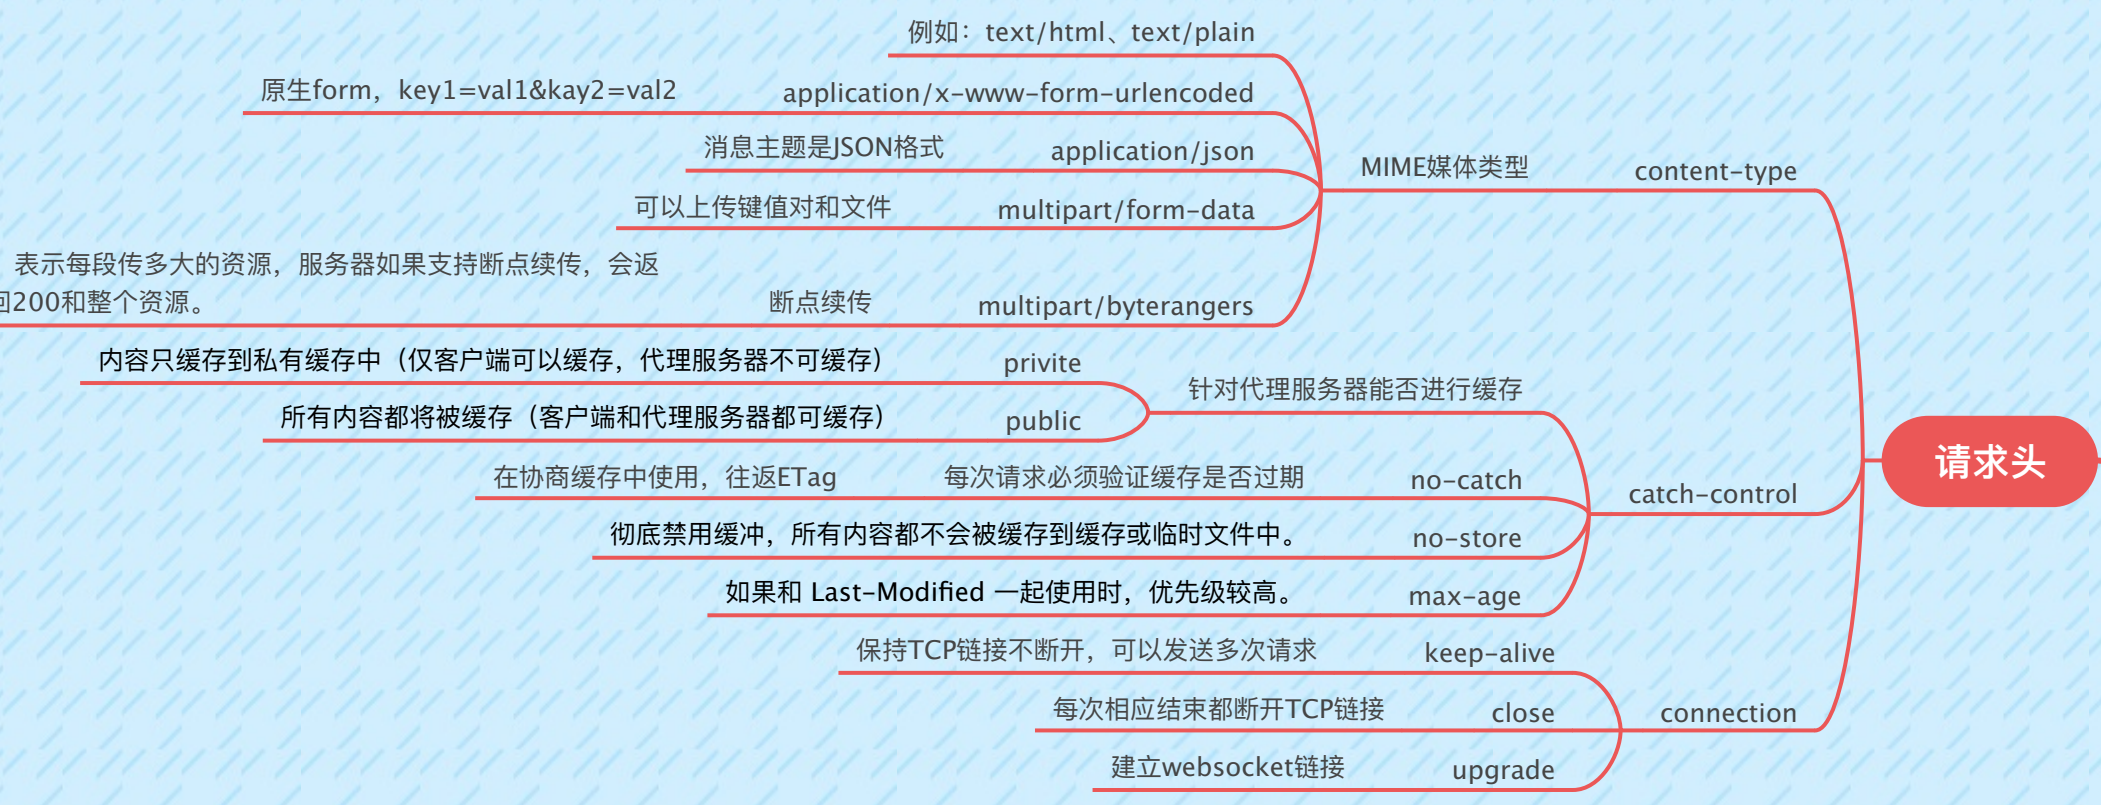 例如：text/html、text/plain
原生form，key1=val1&kay2=val2 application/x-www-form-urlencoded
消息主题是JSON格式 application/json
MIME媒体类型 content-type
可以上传键值对和文件 multipart/form-data
表示每段传多大的资源，服务器如果支持断点续传，会返
回200和整个资源。
断点续传 multipart/byterangers
内容只缓存到私有缓存中（仅客户端可以缓存，代理服务器不可缓存） privite
针对代理服务器能否进行缓存
所有内容都将被缓存（客户端和代理服务器都可缓存） public
请求头
在协商缓存中使用，往返ETag 每次请求必须验证缓存是否过期 no-catch
catch-control
彻底禁用缓冲，所有内容都不会被缓存到缓存或临时文件中。 no-store
如果和 Last-Modified 一起使用时，优先级较高。 max-age
保持TCP链接不断开，可以发送多次请求 keep-alive
每次相应结束都断开TCP链接 close
connection
建立websocket链接 upgrade